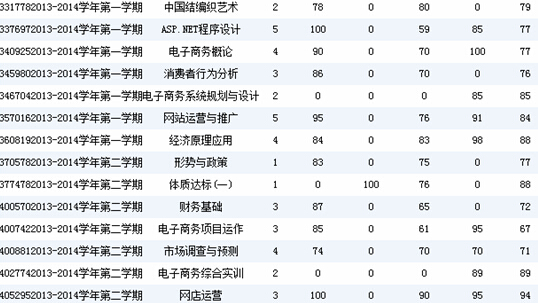 3317782013-2014学年第一学期 中国结编织艺术 2 78 0 80 0 79
3376972013-2014学年第一学期 ASP.NET程序设计 5 100 0 59 85 77
3409252013-2014学年第一学期 电子商务概论 4 90 0 70 100 77
3459802013-2014学年第一学期 消费者行为分析 3 86 0 70 0 76
3467042013-2014学年第一学期电子商务系统规划与设计 2 0 0 0 85 85
3570162013-2014学年第一学期 网站运营与推广 5 95 0 76 91 84
3608192013-2014学年第一学期 经济原理应用 4 84 0 83 98 88
3705782013-2014学年第二学期 形势与政策 1 83 0 75 0 77
3774782013-2014学年第二学期 体质达标(一) 1 0 100 76 0 88
4005702013-2014学年第二学期 财务基础 3 87 0 65 0 72
4007422013-2014学年第二学期 电子商务项目运作 3 85 0 61 95 67
4008812013-2014学年第二学期 市场调查与预测 4 74 0 70 70 71
4027742013-2014学年第二学期 电子商务综合实训 2 0 0 0 89 89
4052952013-2014学年第二学期 网店运营 3 100 0 90 95 94